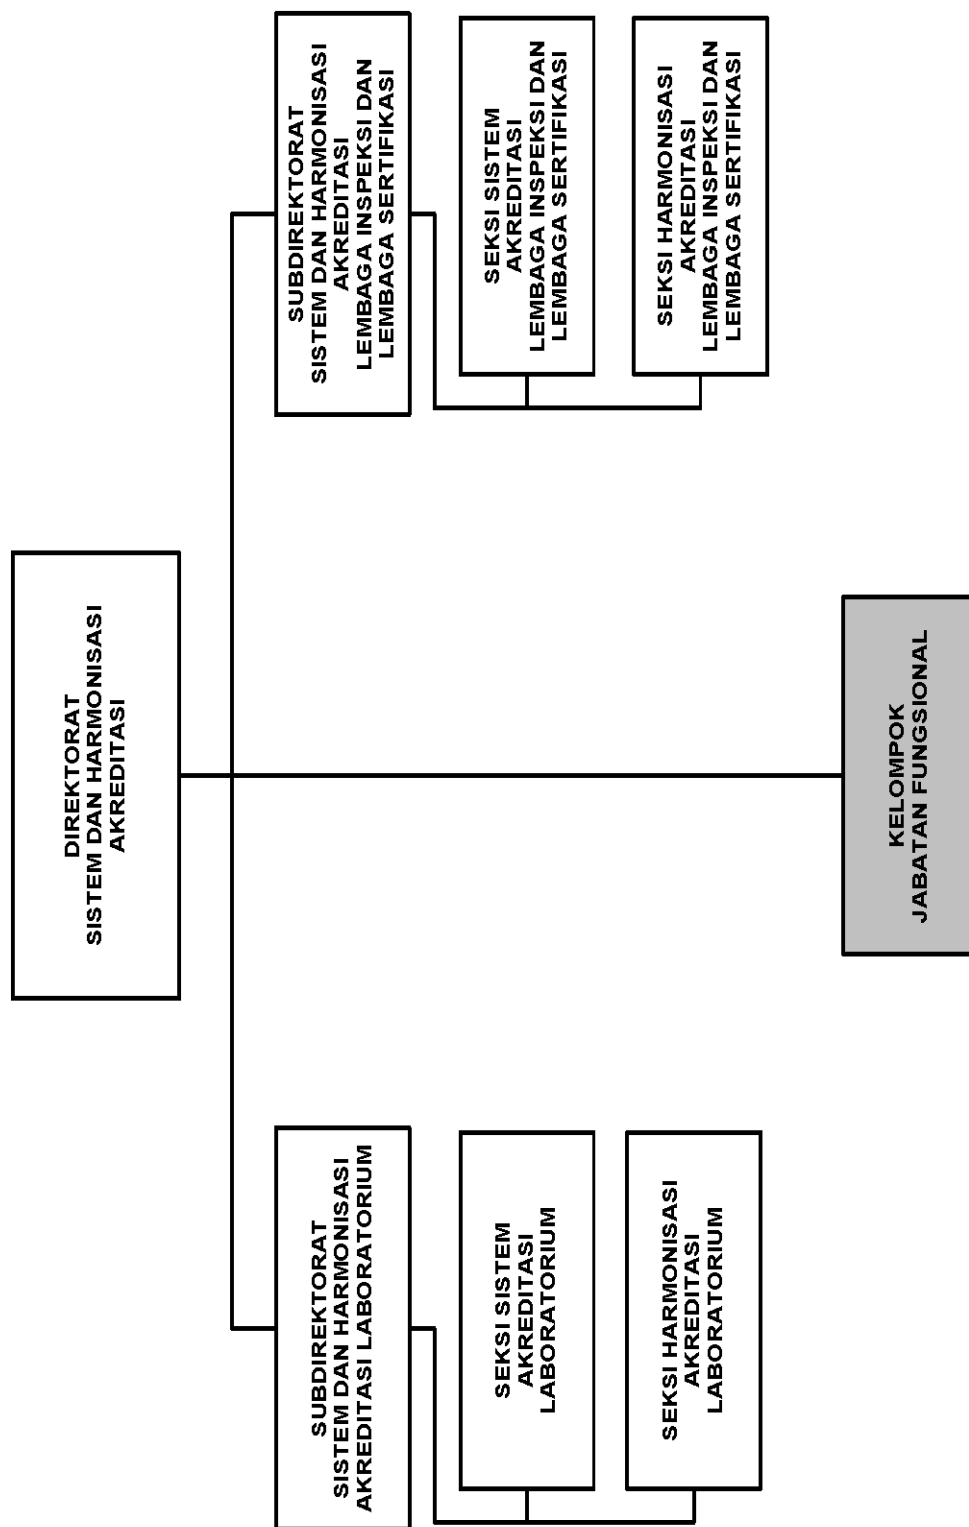 DIREKTORAT
SISTEM DAN HARMONISASI
AKREDITASI
SUBDIREKTORAT
SISTEM DAN HARMONISASI
AKREDITASI LABORATORIUM
SEKSI SISTEM
AKREDITASI
LABORATORIUM
SEKSI HARMONISASI
AKREDITASI
LABORATORIUM
SUBDIREKTORAT
SISTEM DAN HARMONISASI
AKREDITASI
LEMBAGA INSPEKSI DAN
LEMBAGA SERTIFIKASI
SEKSI SISTEM
AKREDITASI
LEMBAGA INSPEKSI DAN
LEMBAGA SERTIFIKASI
SEKSI HARMONISASI
AKREDITASI
LEMBAGA INSPEKSI DAN
LEMBAGA SERTIFIKASI
KELOMPOK
JABATAN FUNGSIONAL